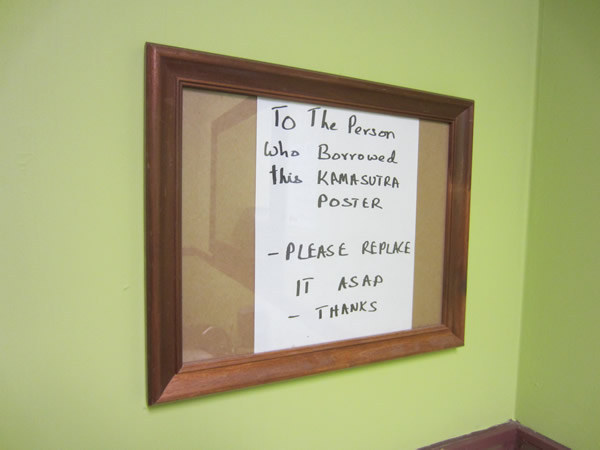 To The Person
Who Borrowed
this KAMASUTRA
POSTER
- PLEASE REPLACE
IT ASAP
- THANKS